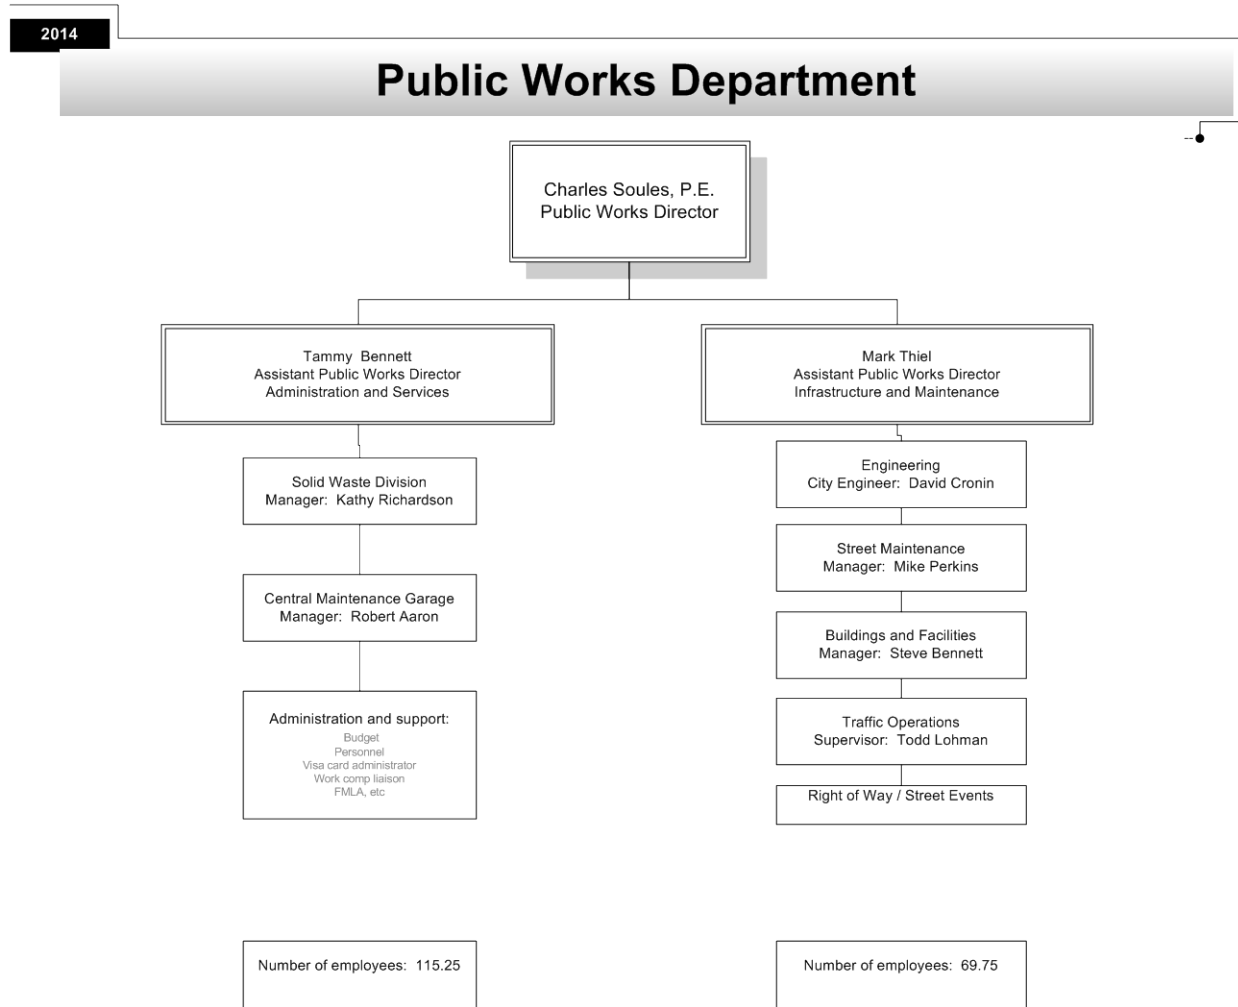 2014
Public Works Department
Charles Soules, P.E.
Public Works Director
Tammy Bennett
Assistant Public Works Director
Administration and Services
Mark Thiel
Assistant Public Works Director
Infrastructure and Maintenance
Solid Waste Division
Manager: Kathy Richardson
Central Maintenance Garage
Manager: Robert Aaron
Administration and support:
Budget
Personnel
Visa card administrator
Work comp liaison
FMLA, etc
Engineering
City Engineer: David Cronin
Street Maintenance
Manager: Mike Perkins
Buildings and Facilities
Manager: Steve Bennett
Traffic Operations
Supervisor: Todd Lohman
Right of Way / Street Events
Number of employees: 115.25
Number of employees: 69.75